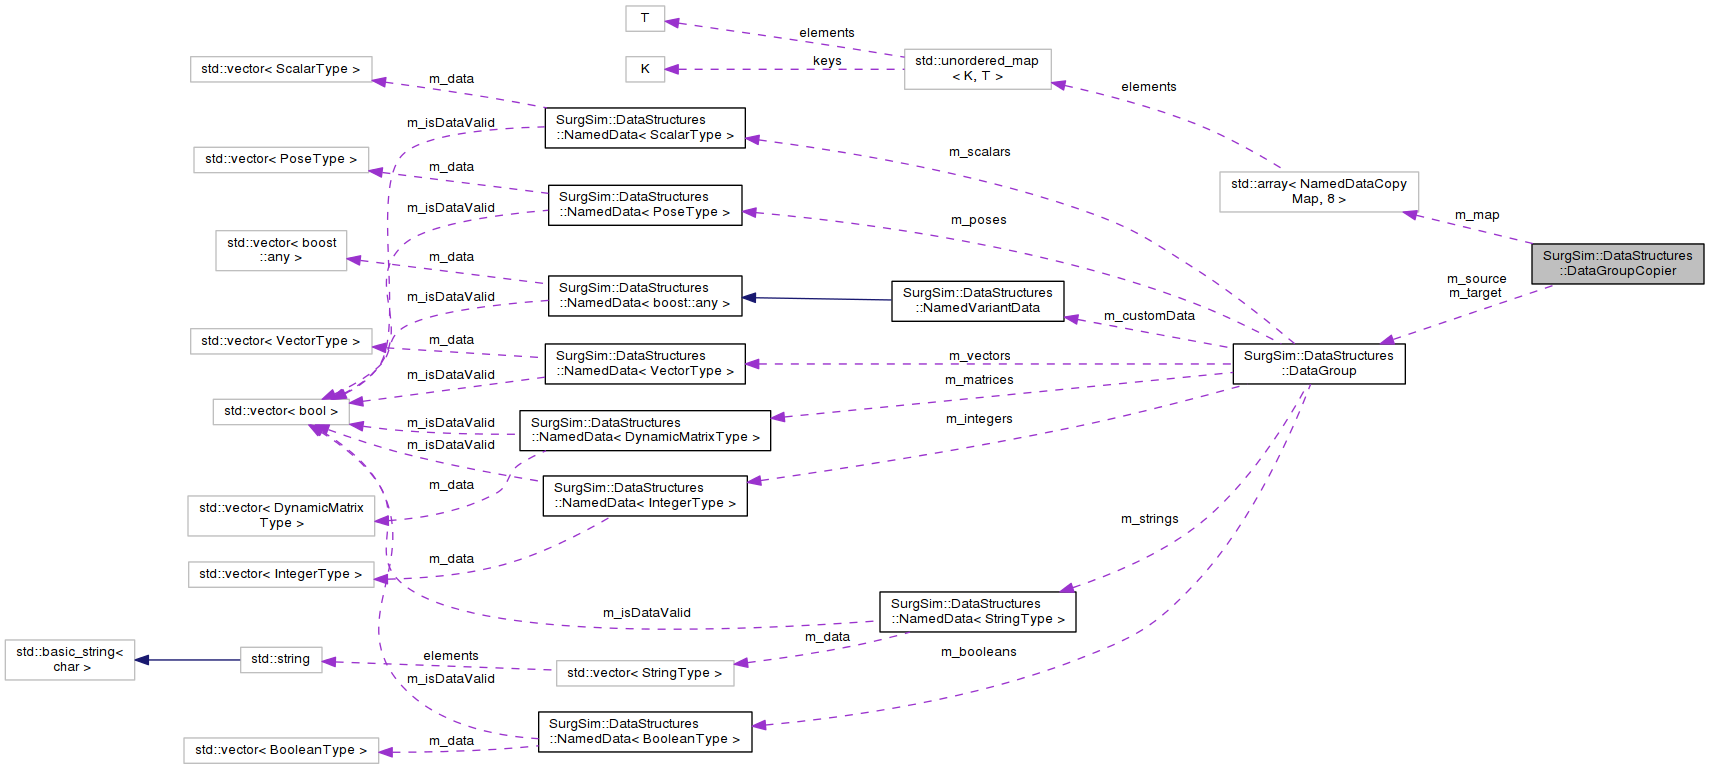 T
elements
std::unordered_map
< K, T >
keys
K
std::vector< ScalarType >
m_data
elements
SurgSim::DataStructures
::NamedData< ScalarType >
m_isDataValid
m_scalars
std::vector< PoseType >
m_data
std::array< NamedDataCopy
Map, 8 >
SurgSim::DataStructures
::NamedData< PoseType >
m_isDataValid
m_poses
m_map
std::vector< boost
::any >
m_data
SurgSim::DataStructures
::DataGroupCopier
SurgSim::DataStructures
::NamedData< boost::any >
m_isDataValid
SurgSim::DataStructures
::NamedVariantData
m_source
m_target
m_customData
std::vector< VectorType >
m_data
SurgSim::DataStructures
::NamedData< VectorType >
m_vectors
SurgSim::DataStructures
::DataGroup
m_isDataValid
m_matrices
std::vector< bool >
m_isDataValid
SurgSim::DataStructures
::NamedData< DynamicMatrixType >
m_integers
m_isDataValid
m_data
SurgSim::DataStructures
::NamedData< IntegerType >
std::vector< DynamicMatrix
Type >
m_strings
m_data
std::vector< IntegerType >
m_isDataValid
SurgSim::DataStructures
::NamedData< StringType >
m_data
m_booleans
std::basic_string<
char >
std::string
elements
std::vector< StringType >
m_isDataValid
SurgSim::DataStructures
::NamedData< BooleanType >
m_data
std::vector< BooleanType >